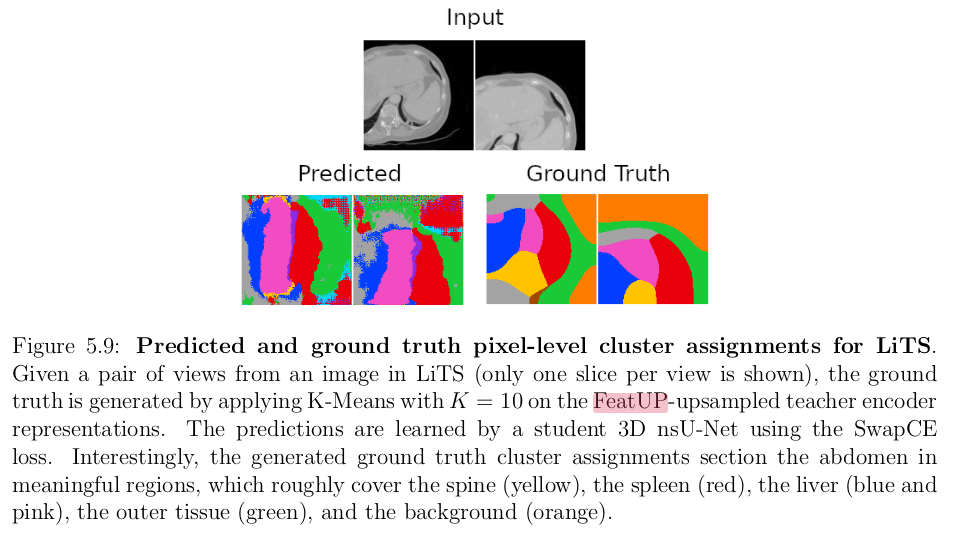 Input
Predicted
Ground Truth
Figure 5.9: Predicted and ground truth pixel-level cluster assignments for LiTS.
Given a pair of views from an image in LiTS (only one slice per view is shown), the ground
truth is generated by applying K-Means with K = 10 on the FeatUP-upsampled teacher encoder
representations. The predictions are learned by a student 3D nsU-Net using the SwapCE
loss. Interestingly, the generated ground truth cluster assignments section the abdomen in
meaningful regions, which roughly cover the spine (yellow), the spleen (red), the liver (blue and
pink), the outer tissue (green), and the background (orange).